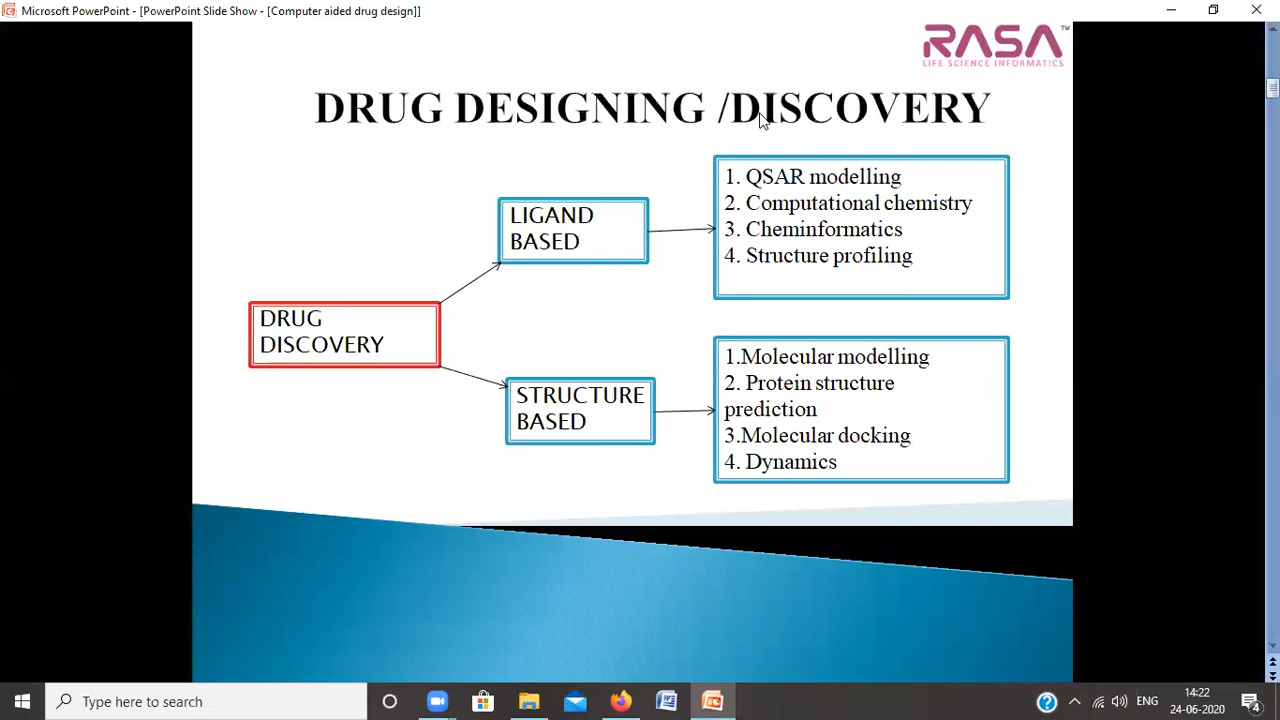 Microsoft PowerPoint - [PowerPoint Slide Show - [Computer aided drug design]]
RASA™
LIFE SCIENCE INFORMATICS
DRUG DESIGNING /DISCOVERY
LIGAND
BASED
1. QSAR modelling
2. Computational chemistry
3. Cheminformatics
4. Structure profiling
DRUG
DISCOVERY
STRUCTURE
BASED
1.Molecular modelling
2. Protein structure
prediction
3.Molecular docking
4. Dynamics
Type here to search
ENG
14:22
24-06-2020
4